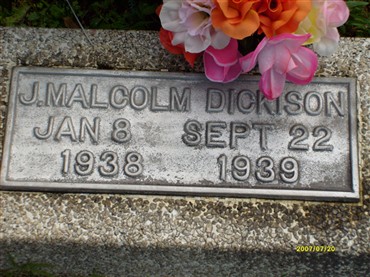 J. MALCOLM DICKISON
JAN 8 SEPT 22
1938 1939
2007/07/20